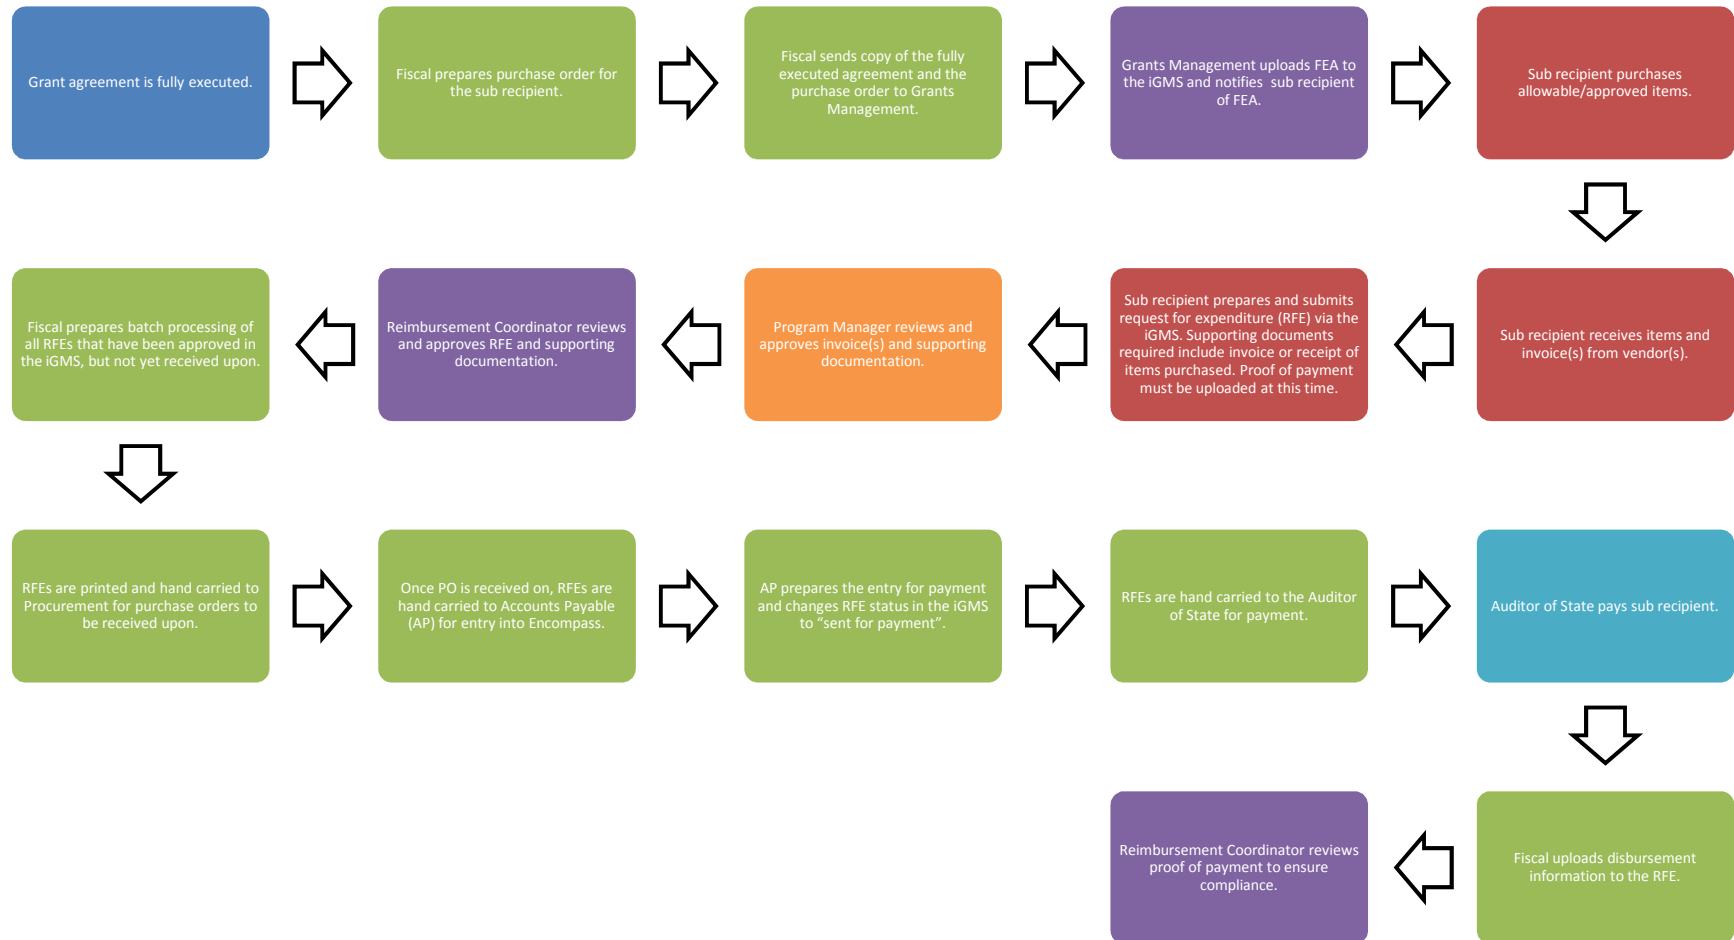 Grant agreement is fully executed.
Fiscal prepares purchase order for
the sub recipient.
Fiscal sends copy of the fully
executed agreement and the
purchase order to Grants
Management.
Grants Management uploads FEA to
the iGMS and notifies  sub recipient
of FEA.
Sub recipient purchases
allowable/approved items.
Sub recipient receives items and
invoice(s) from vendor(s).
Sub recipient prepares and submits
request for expenditure (RFE) via the
iGMS. Supporting documents
required include invoice or receipt of
items purchased. Proof of payment
must be uploaded at this time.
Program Manager reviews and
approves invoice(s) and supporting
documentation.
Reimbursement Coordinator reviews
and approves RFE and supporting
documentation.
Fiscal prepares batch processing of
all RFEs that have been approved in
the iGMS, but not yet received upon.
RFEs are printed and hand carried to
Procurement for purchase orders to
be received upon.
Once PO is received on, RFEs are
hand carried to Accounts Payable
(AP) for entry into Encompass.
AP prepares the entry for payment
and changes RFE status in the iGMS
to “sent for payment”.
RFEs are hand carried to the Auditor
of State for payment.
Auditor of State pays sub recipient.
Fiscal uploads disbursement
information to the RFE.
Reimbursement Coordinator reviews
proof of payment to ensure
compliance.